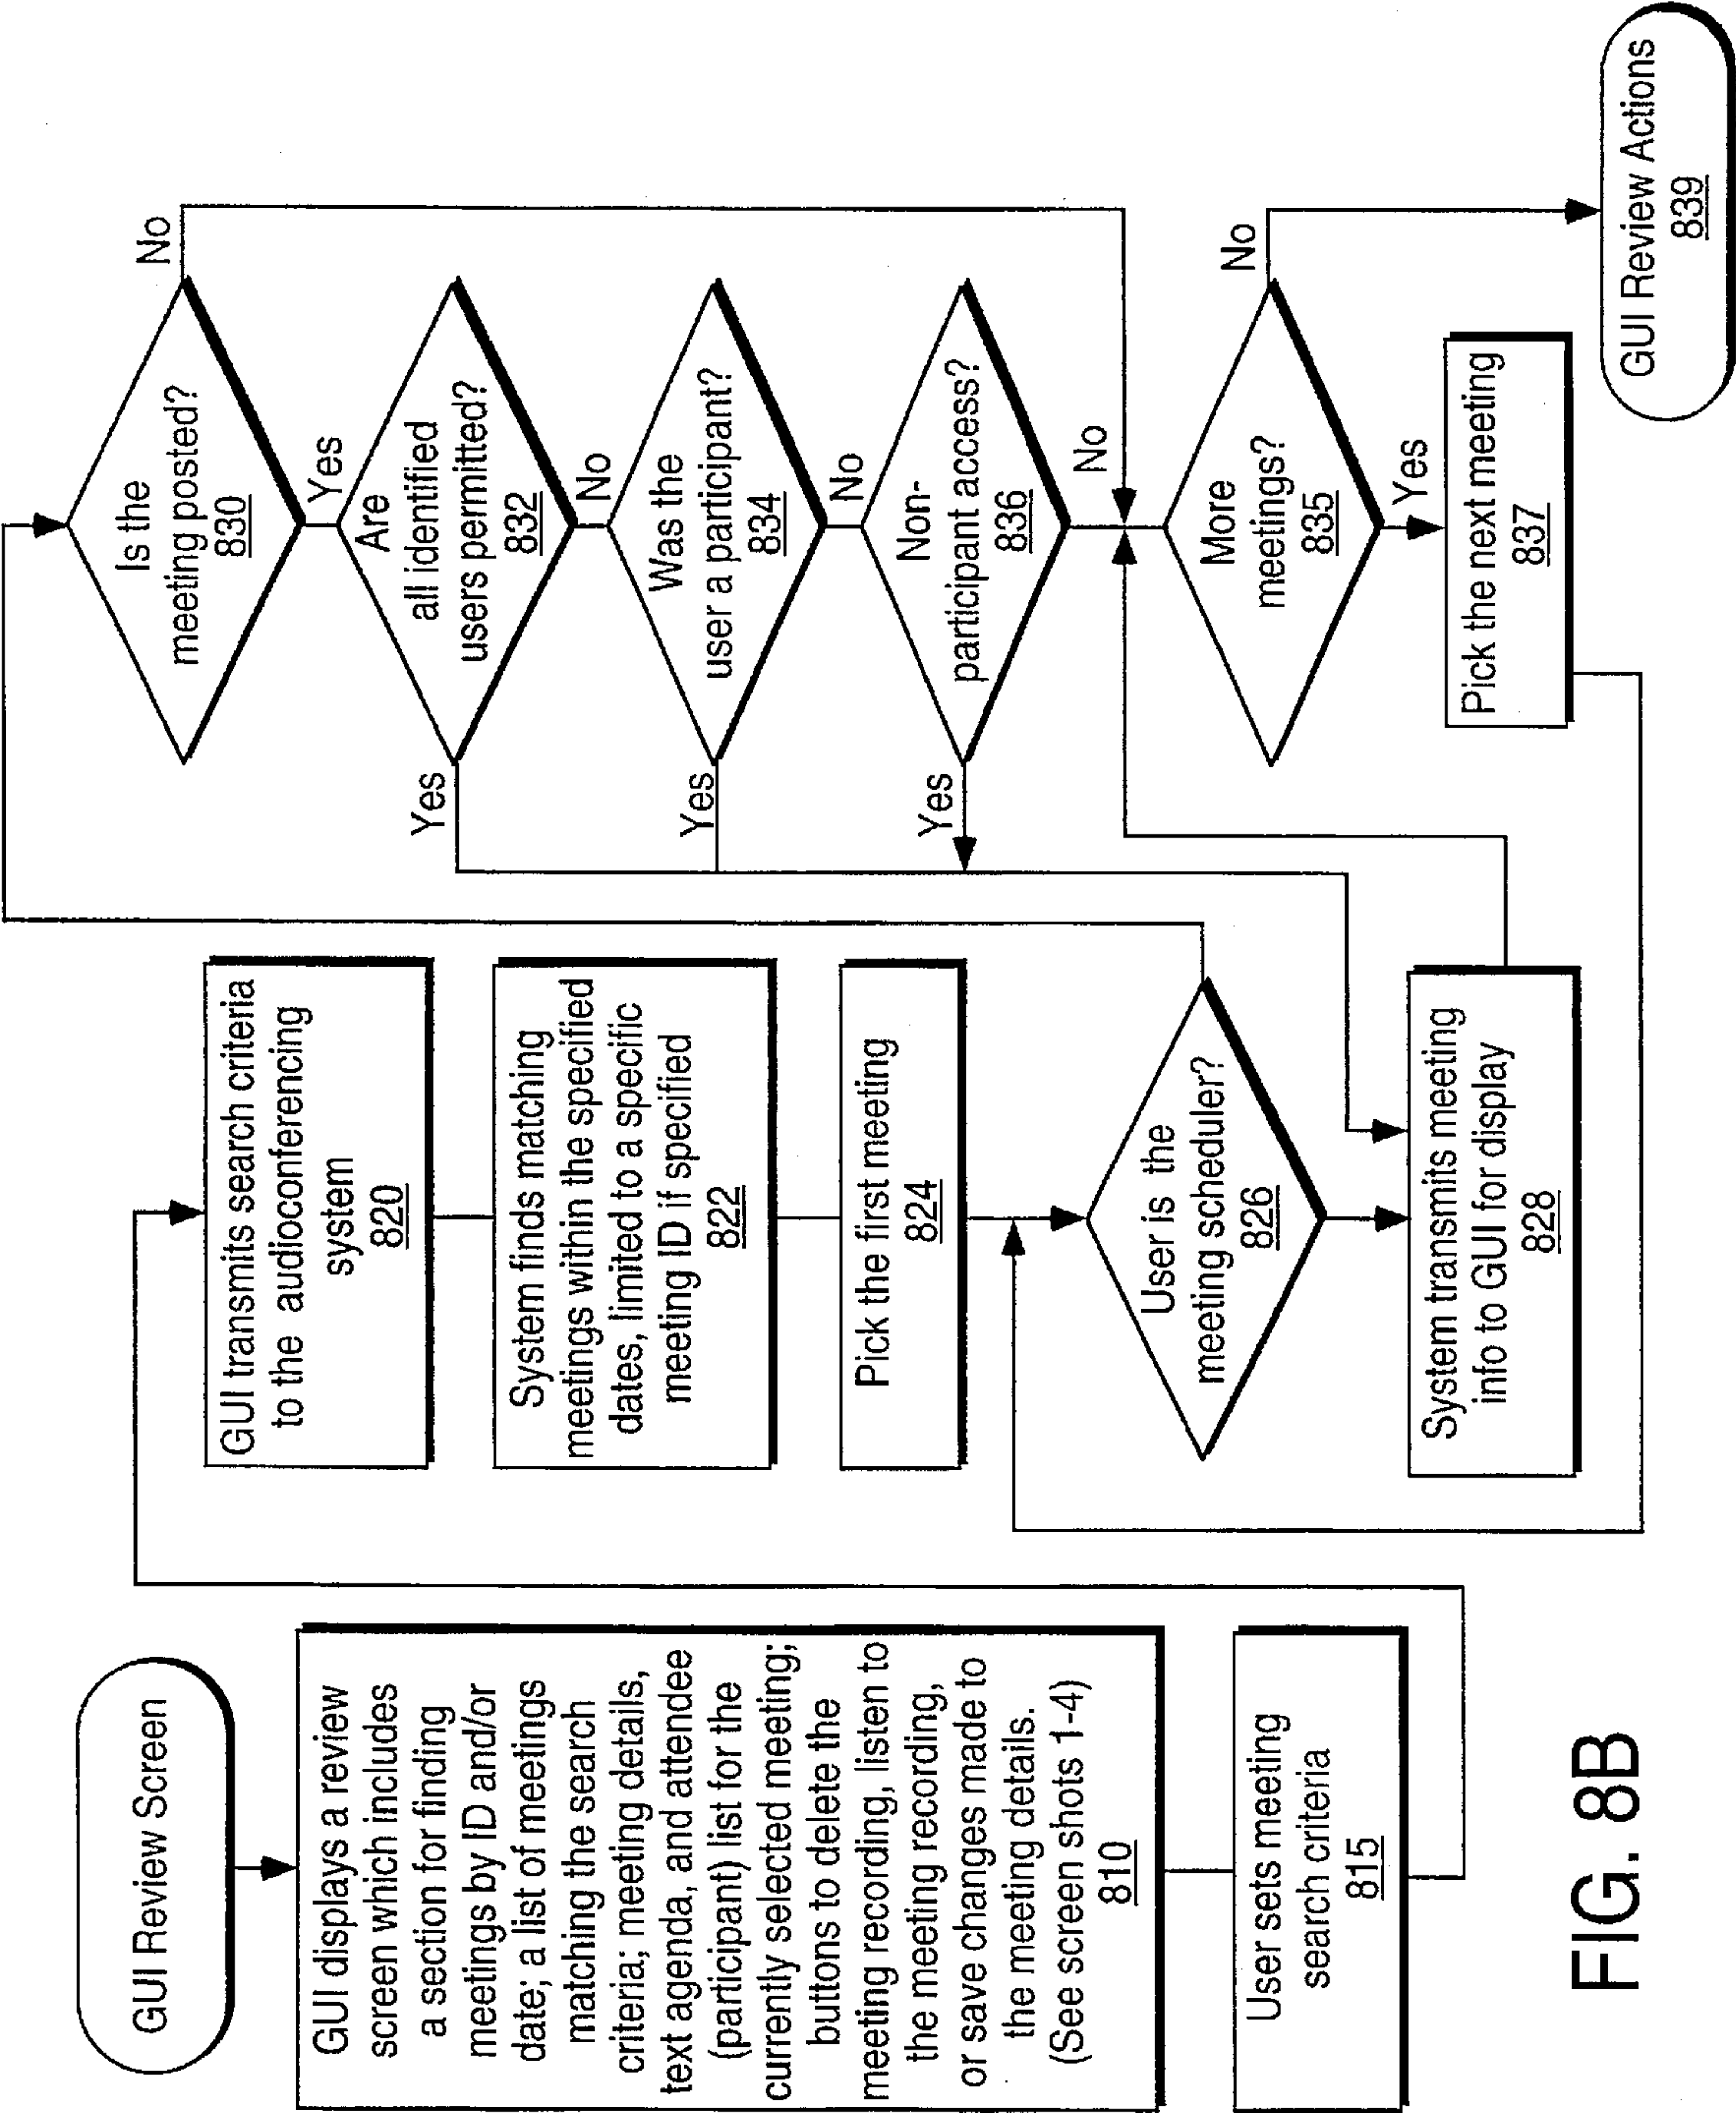 GUI Review Screen
GUI displays a review
screen which includes
a section for finding
meetings by ID and/or
date; a list of meetings
matching the search
criteria; meeting details,
text agenda, and attendee
(participant) list for the
currently selected meeting;
buttons to delete the
meeting recording, listen to
the meeting recording,
or save changes made to
the meeting details.
(See screen shots 1-4)
810
User sets meeting
search criteria
815
GUI transmits search criteria
to the audioconferencing
system
820
System finds matching
meetings within the specified
dates, limited to a specific
meeting ID if specified
822
Pick the first meeting
824
User is the
meeting scheduler?
826
System transmits meeting
info to GUI for display
828
Is the
meeting posted?
830
No
Yes
Are
all identified
users permitted?
832
Yes
No
Was the
user a participant?
834
Yes
No
Non-
participant access?
836
Yes
No
More
meetings?
835
No
Yes
Pick the next meeting
837
GUI Review Actions
839
FIG. 8B